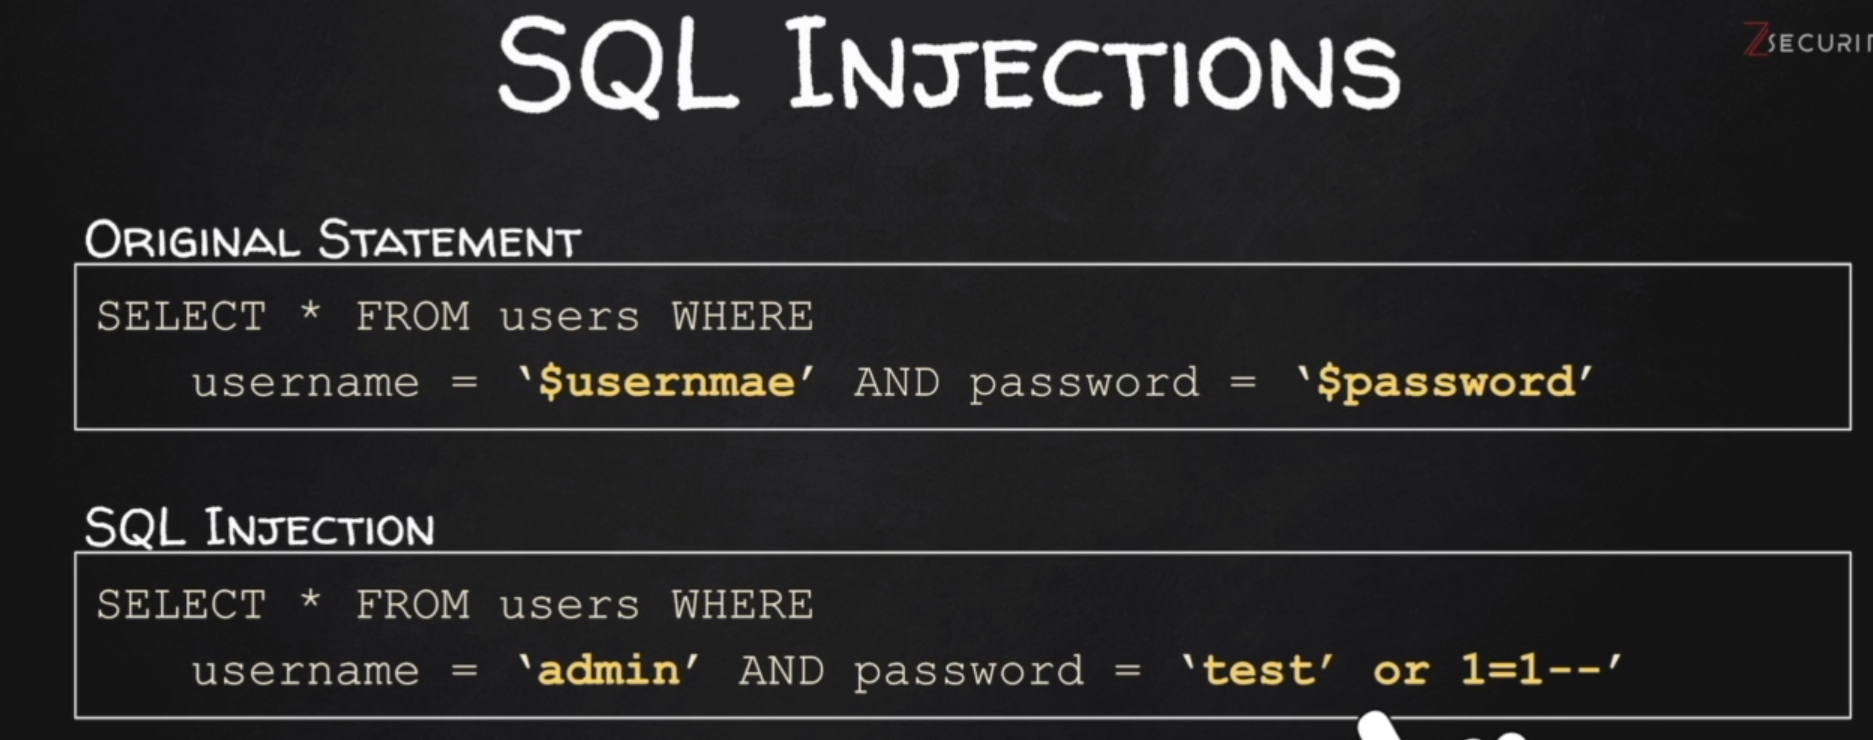 SQL INJECTIONS
ZSECURIT
ORIGINAL STATEMENT
SELECT * FROM users WHERE
username = ‘$usernmae’ AND password = ‘$password’
SQL INJECTION
SELECT * FROM users WHERE
username = ‘admin’ AND password = ‘test’ or 1=1--’